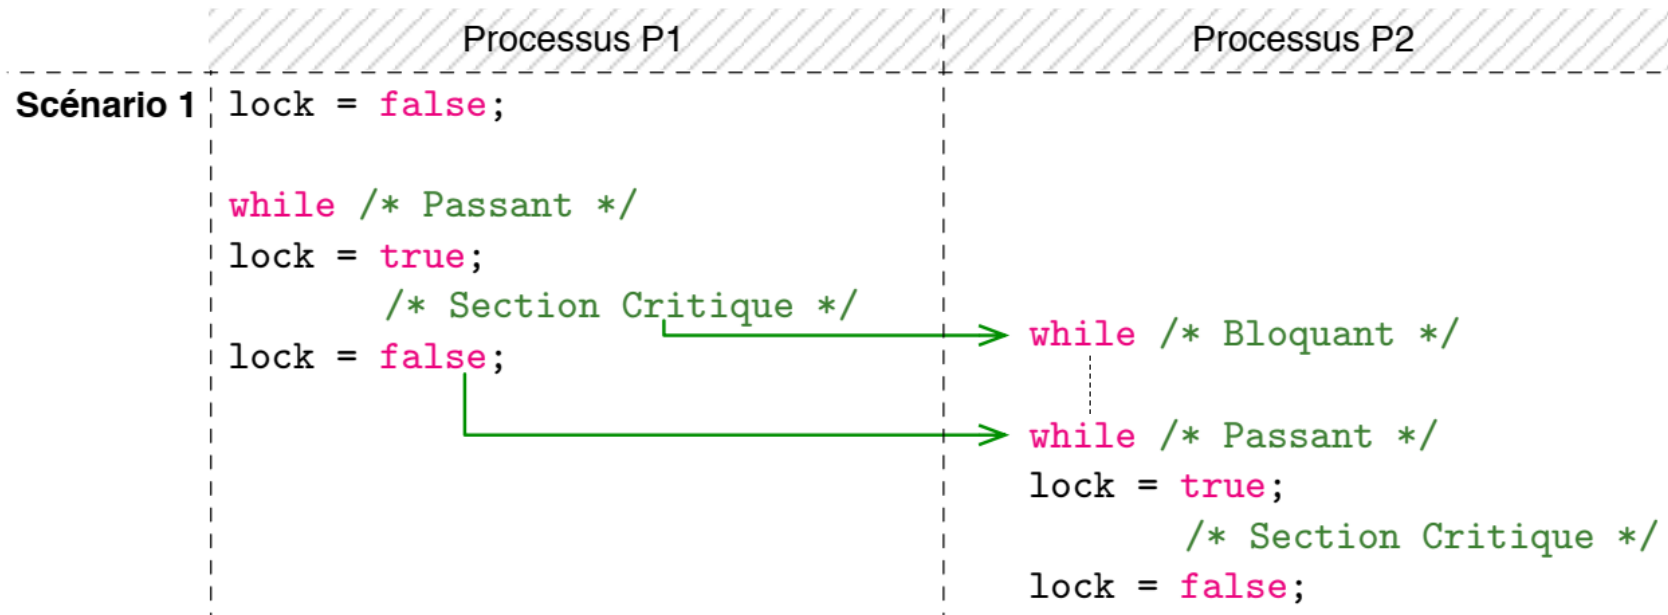 Processus P1 Processus P2
Scénario 1 lock = false;
while /* Passant */
lock = true;
/* Section Critique */
while /* Bloquant */
lock = false;
while /* Passant */
lock = true;
/* Section Critique */
lock = false;